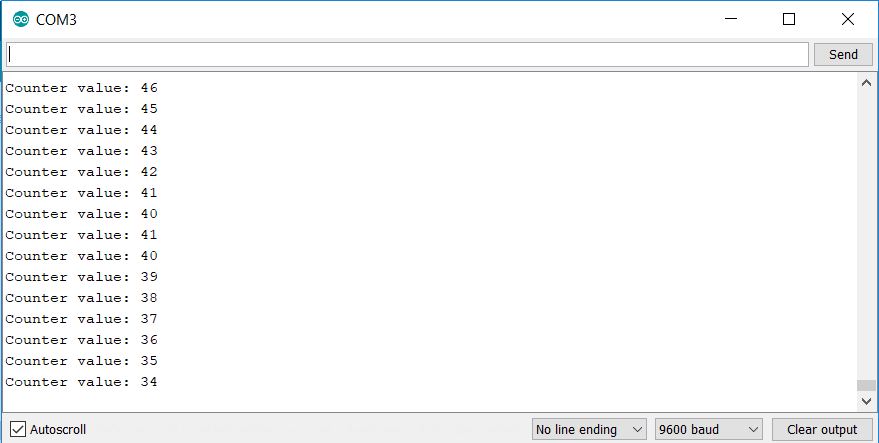 COM3
Send
Counter value: 46
Counter value: 45
Counter value: 44
Counter value: 43
Counter value: 42
Counter value: 41
Counter value: 40
Counter value: 41
Counter value: 40
Counter value: 39
Counter value: 38
Counter value: 37
Counter value: 36
Counter value: 35
Counter value: 34
Autoscroll No line ending 9600 baud Clear output